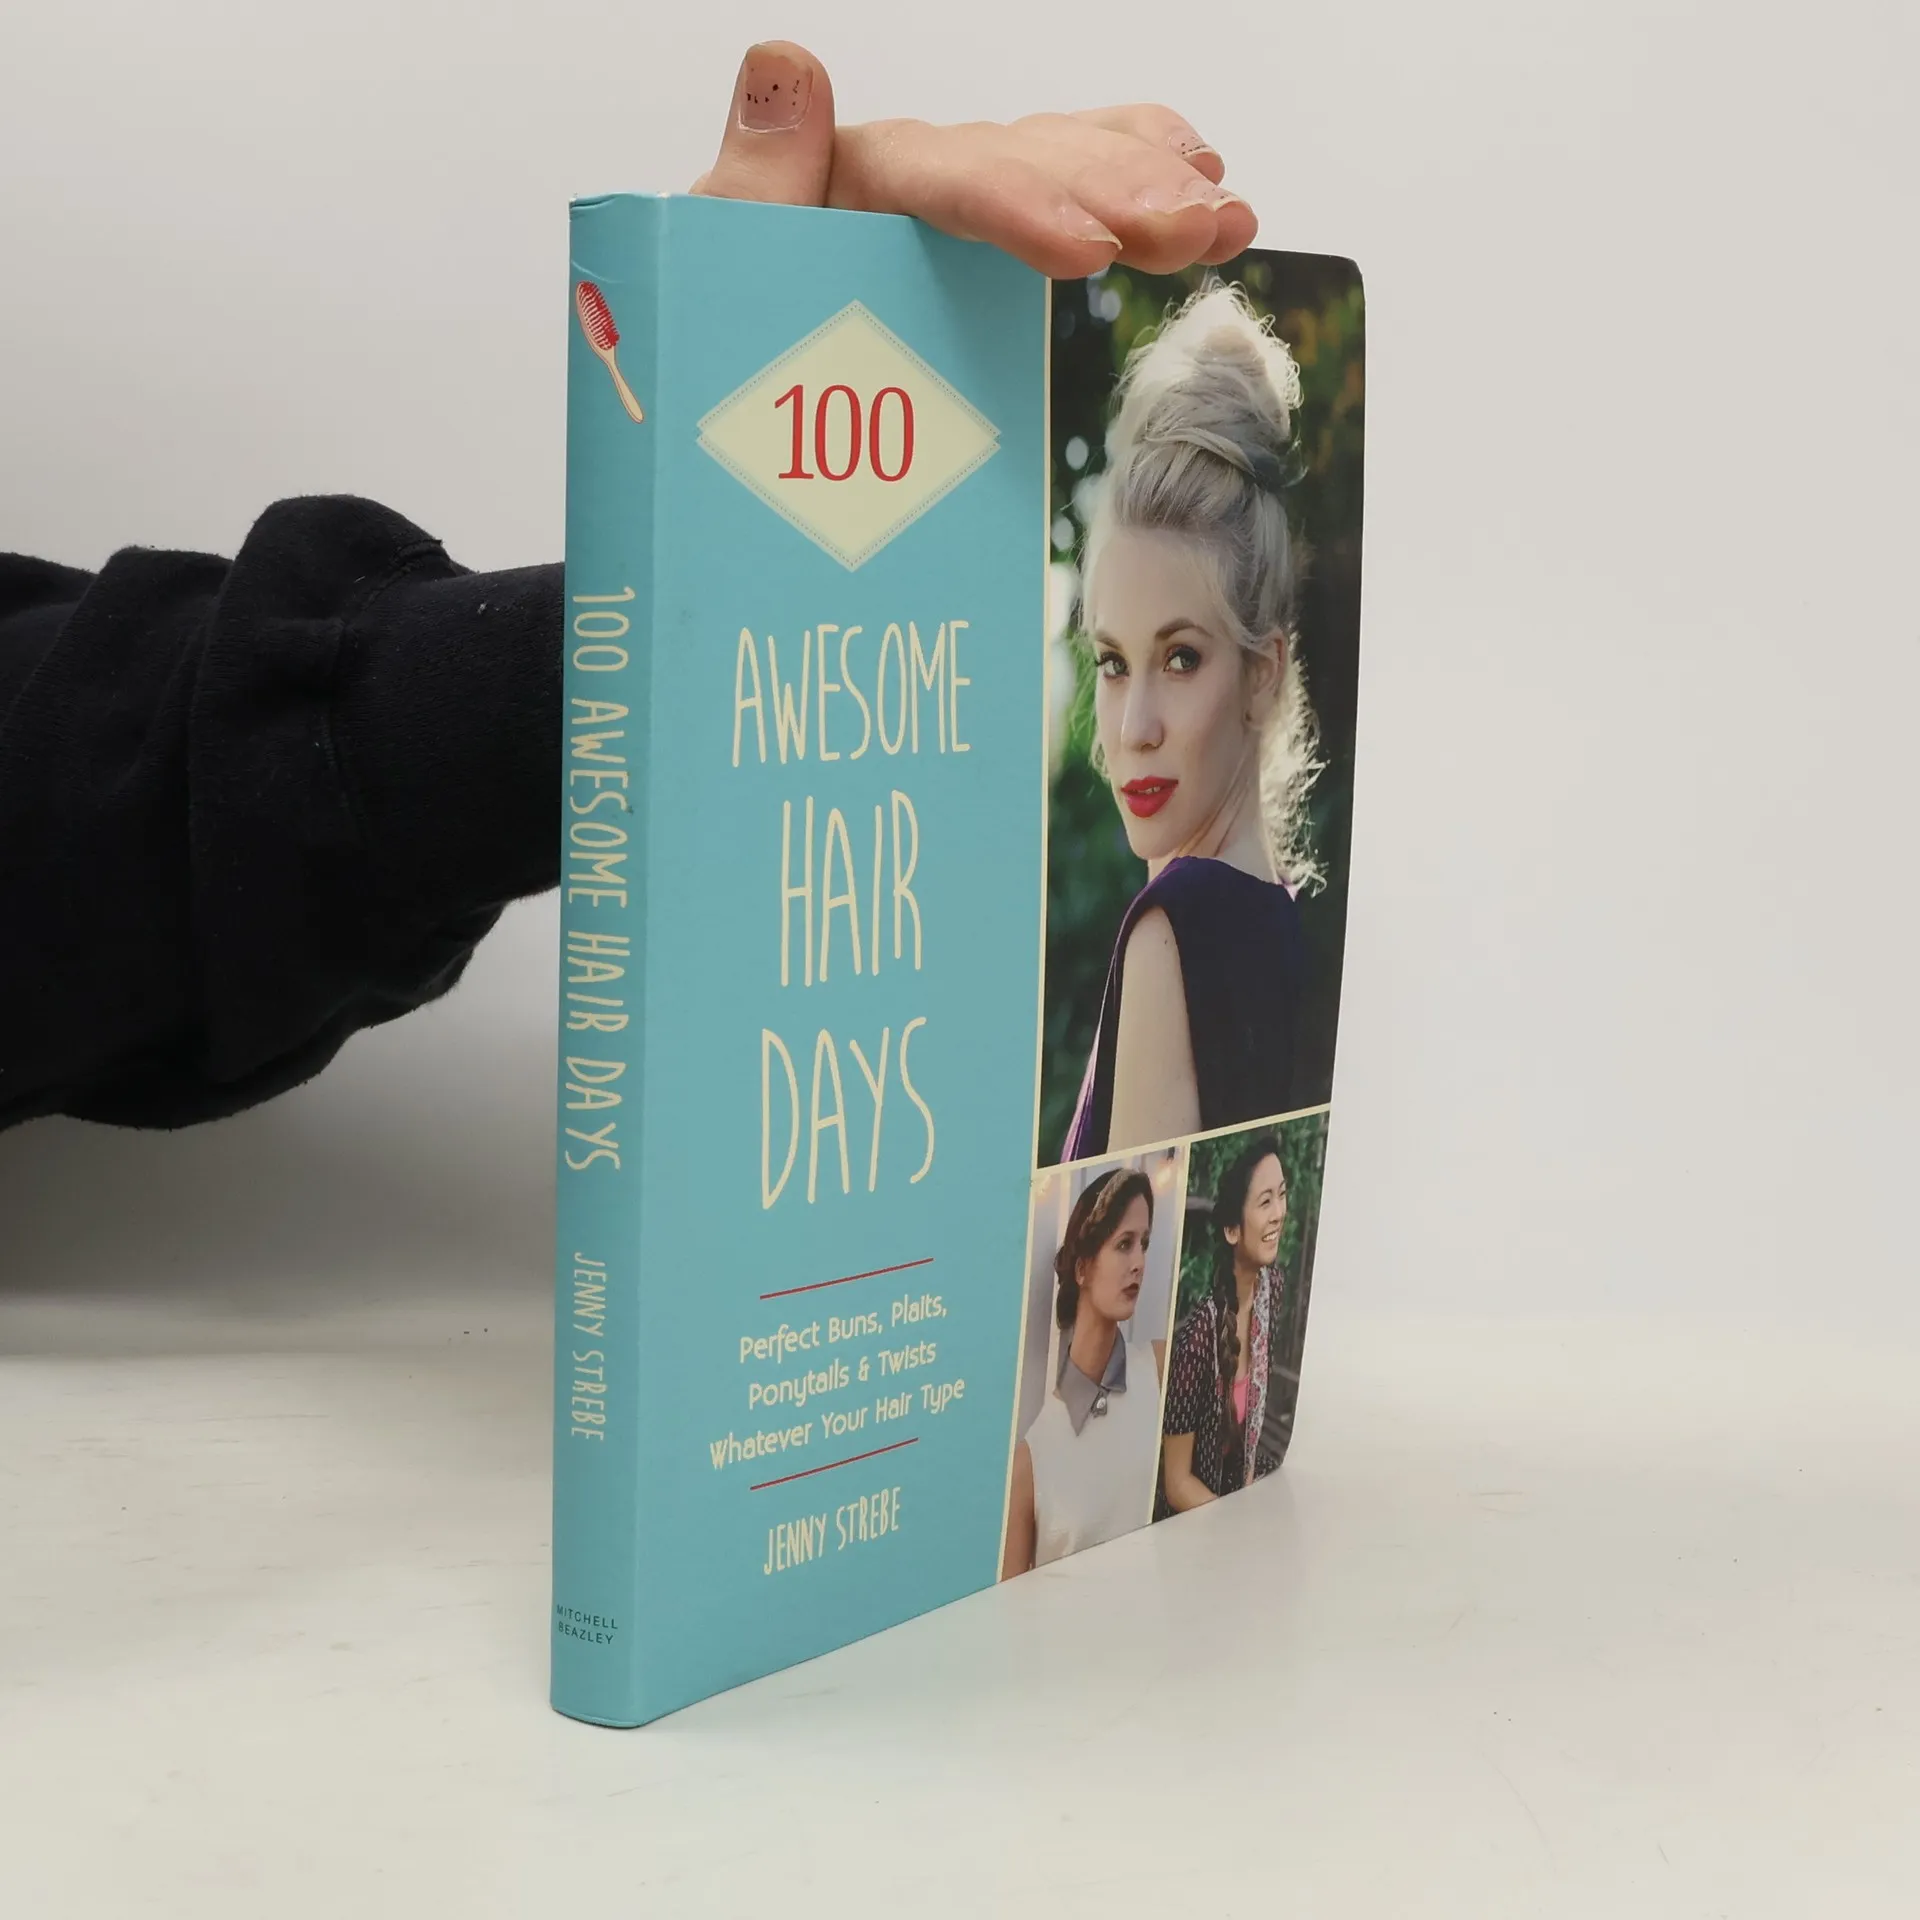 100 AWESOME HAIR DAYS JENNY STREBE
MITCHELL
BEAZLEY
100
AWESOME
HAIR
DAYS
Perfect Buns, Plaits,
Ponytails & Twists
Whatever Your Hair Type
JENNY STREBE